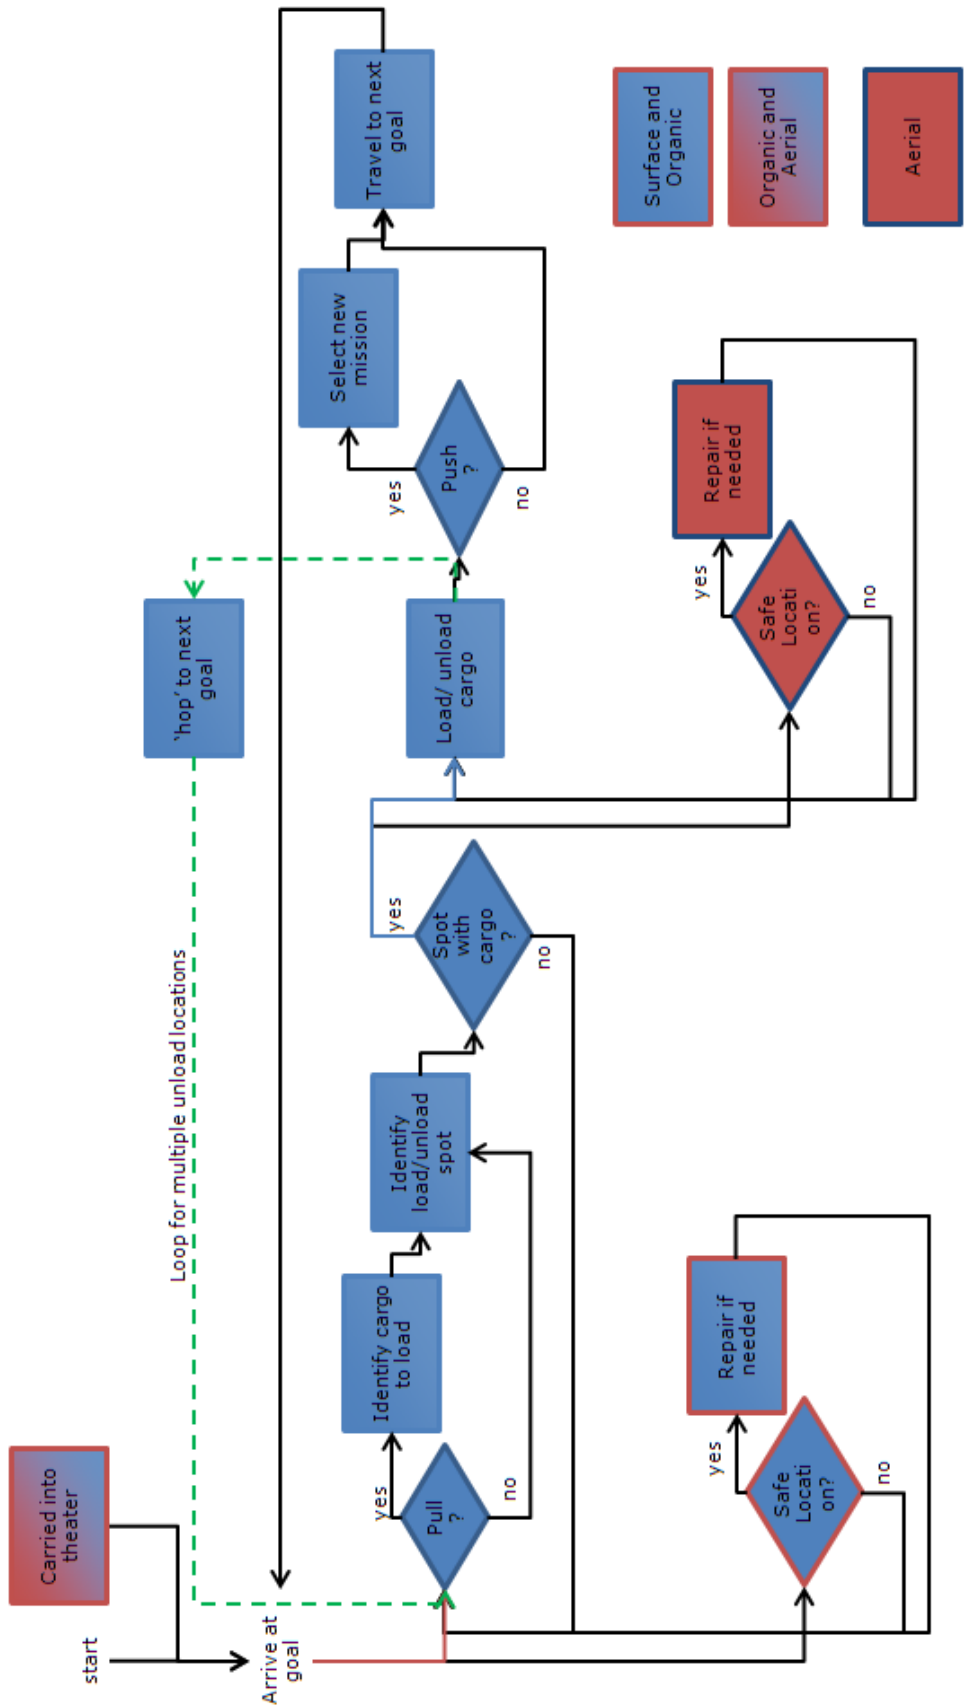 start
Carried into
theater
Arrive at
goal
Loop for multiple unload locations
‘hop’ to next
goal
Pull
?
yes
no
Identify cargo
to load
Identify
load/unload
spot
Spot
with
cargo
?
yes
no
Load/ unload
cargo
Push
?
yes
no
Select new
mission
Travel to next
goal
Safe
Locati
on?
yes
no
Repair if
needed
Safe
Locati
on?
yes
no
Repair if
needed
Surface and
Organic
Organic and
Aerial
Aerial